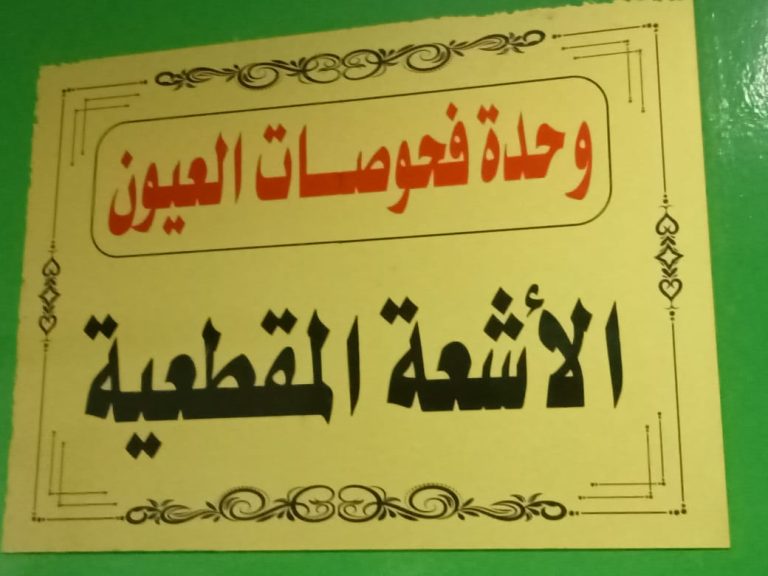 وحدة فحوصات العيون
الأشعة المقطعية